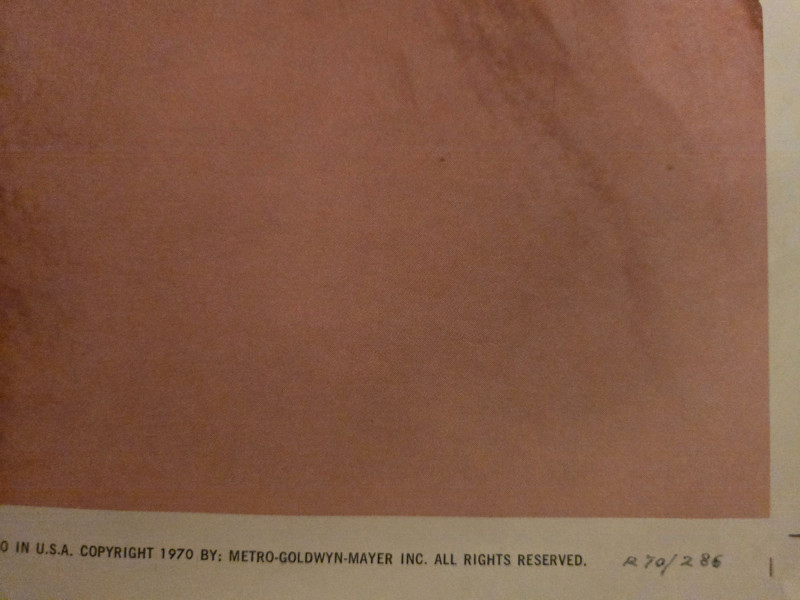 O IN U.S.A. COPYRIGHT 1970 BY: METRO-GOLDWYN-MAYER INC. ALL RIGHTS RESERVED. R70/286